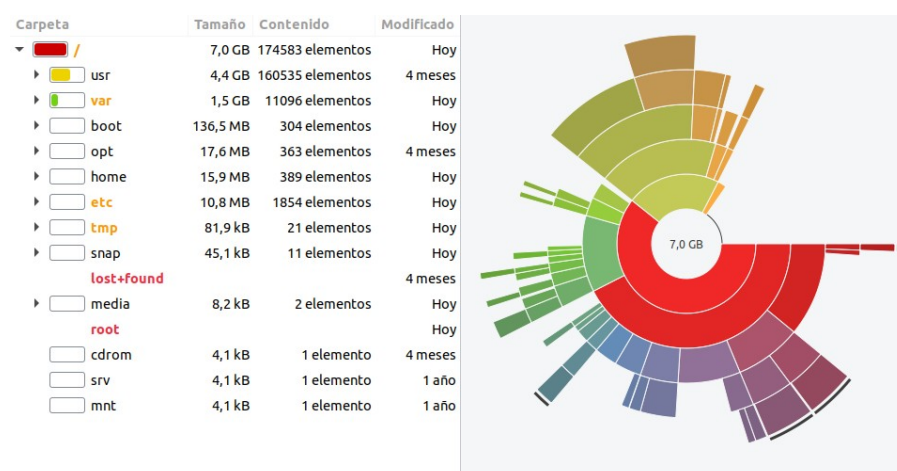 Carpeta Tamaño Contenido Modificado
/ 7,0 GB 174583 elementos Hoy
usr 4,4 GB 160535 elementos 4 meses
var 1,5 GB 11096 elementos Hoy
boot 136,5 MB 304 elementos Hoy
opt 17,6 MB 363 elementos 4 meses
home 15,9 MB 389 elementos Hoy
etc 10,8 MB 1854 elementos Hoy
tmp 81,9 kB 21 elementos Hoy
snap 45,1 kB 11 elementos Hoy
lost+found 4 meses
media 8,2 kB 2 elementos Hoy
root Hoy
cdrom 4,1 kB 1 elemento 4 meses
srv 4,1 kB 1 elemento 1 año
mnt 4,1 kB 1 elemento 1 año
7,0 GB